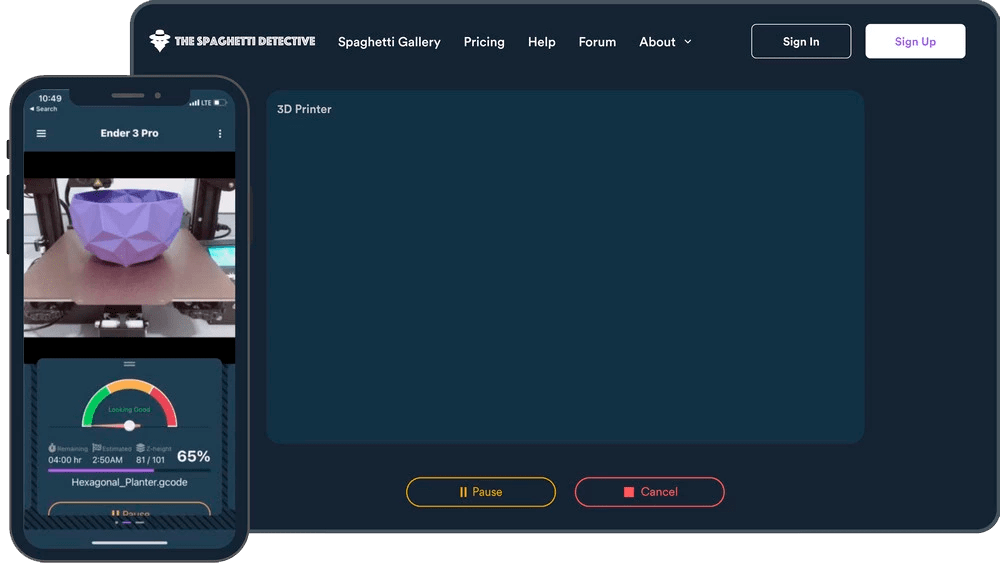 THE SPAGHETTI DETECTIVE Spaghetti Gallery Pricing Help Forum About Sign In Sign Up
3D Printer
Pause Cancel
10:49 LTE
Search
Ender 3 Pro
Looking Good
Remaining Estimated Z-height
04:00 hr 2:50AM 81 / 101 65%
Hexagonal_Planter.gcode
Pause